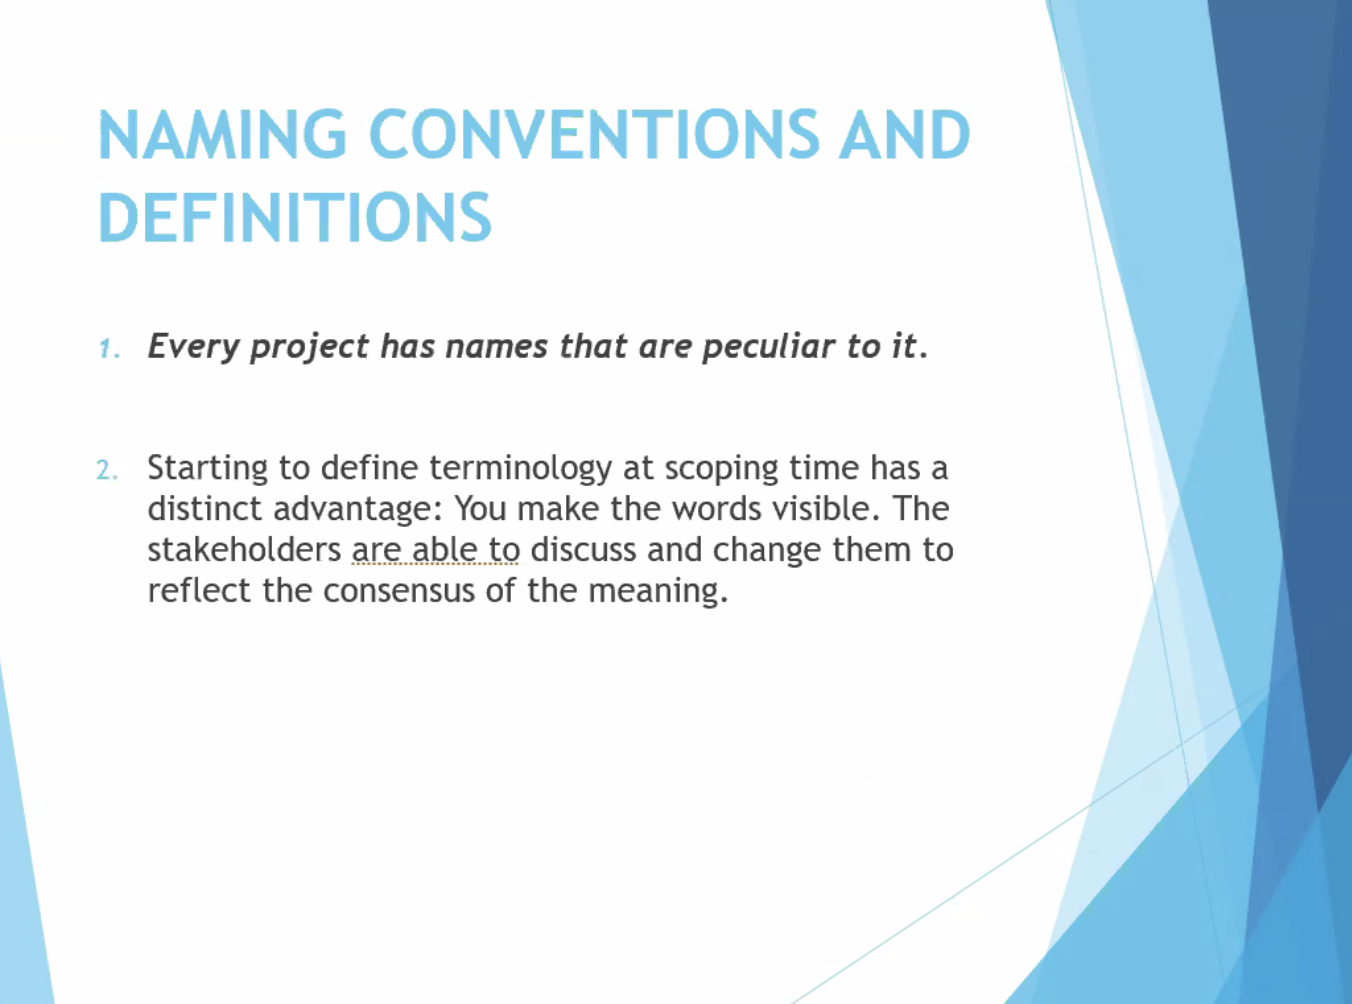 NAMING CONVENTIONS AND
DEFINITIONS
1. Every project has names that are peculiar to it.
2. Starting to define terminology at scoping time has a
distinct advantage: You make the words visible. The
stakeholders are able to discuss and change them to
reflect the consensus of the meaning.